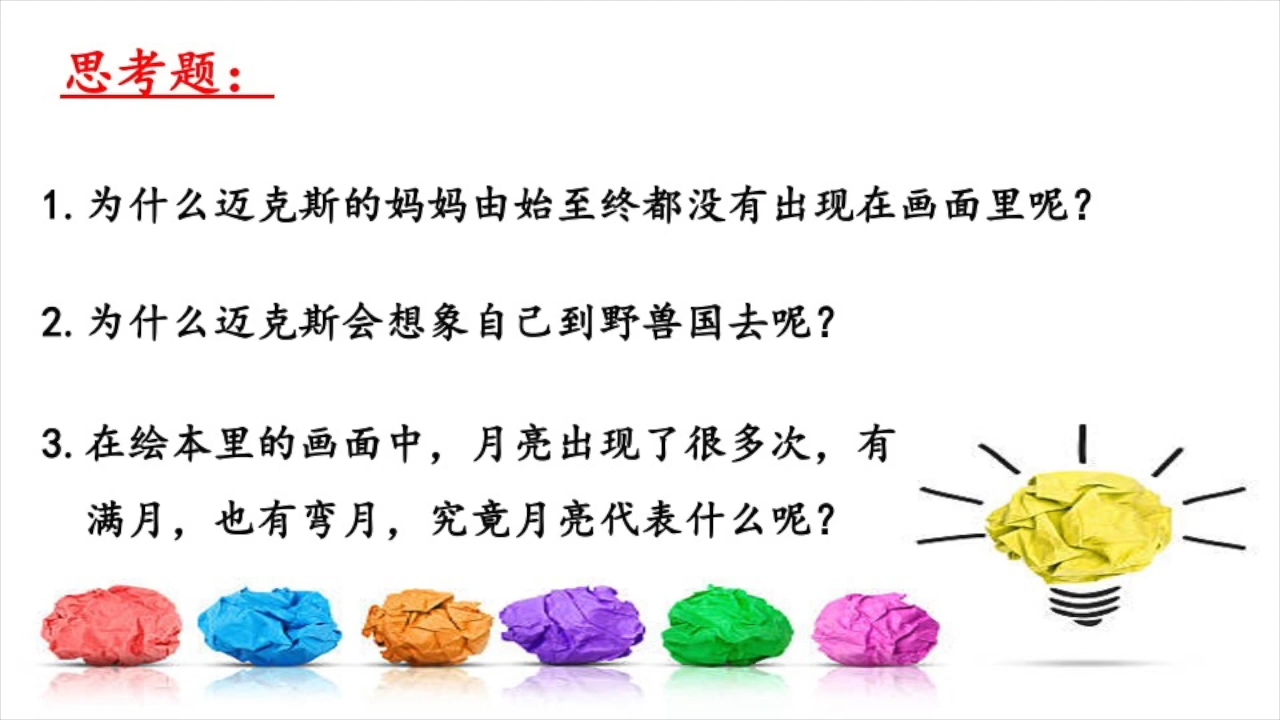 思考题：
1.为什么迈克斯的妈妈由始至终都没有出现在画面里呢？
2.为什么迈克斯会想象自己到野兽国去呢？
3.在绘本里的画面中，月亮出现了很多次，有
满月，也有弯月，究竟月亮代表什么呢？